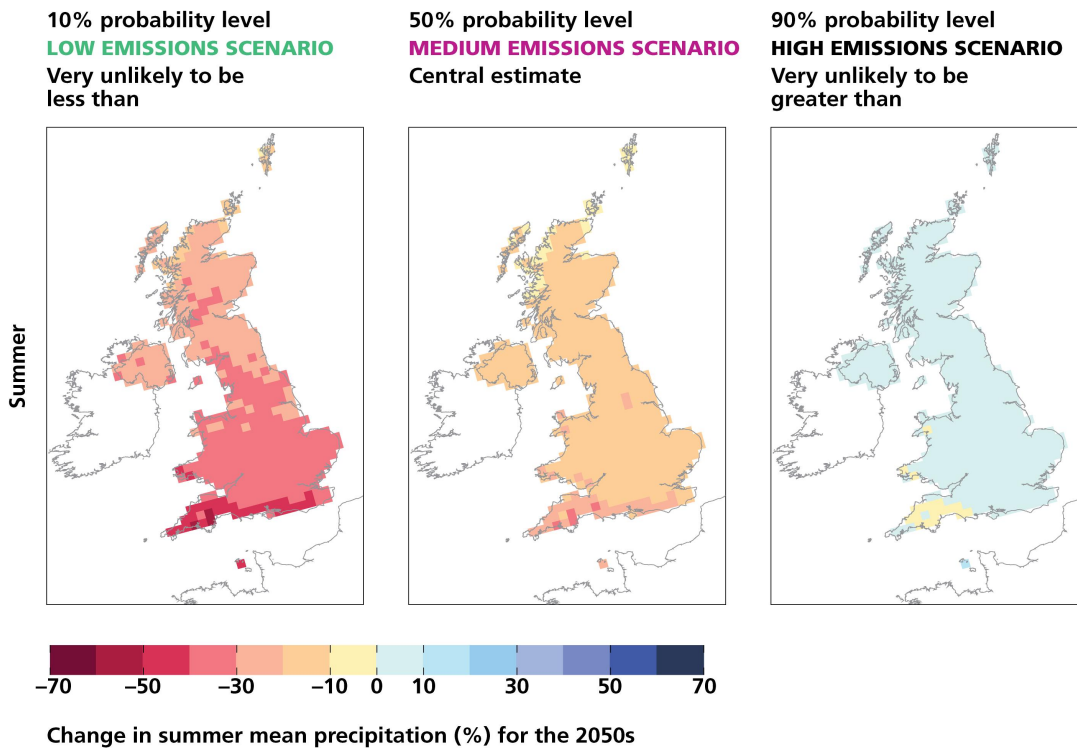 10% probability level
LOW EMISSIONS SCENARIO
Very unlikely to be
less than
50% probability level
MEDIUM EMISSIONS SCENARIO
Central estimate
90% probability level
HIGH EMISSIONS SCENARIO
Very unlikely to be
greater than
Summer
–70 –50 –30 –10 0 10 30 50 70
Change in summer mean precipitation (%) for the 2050s